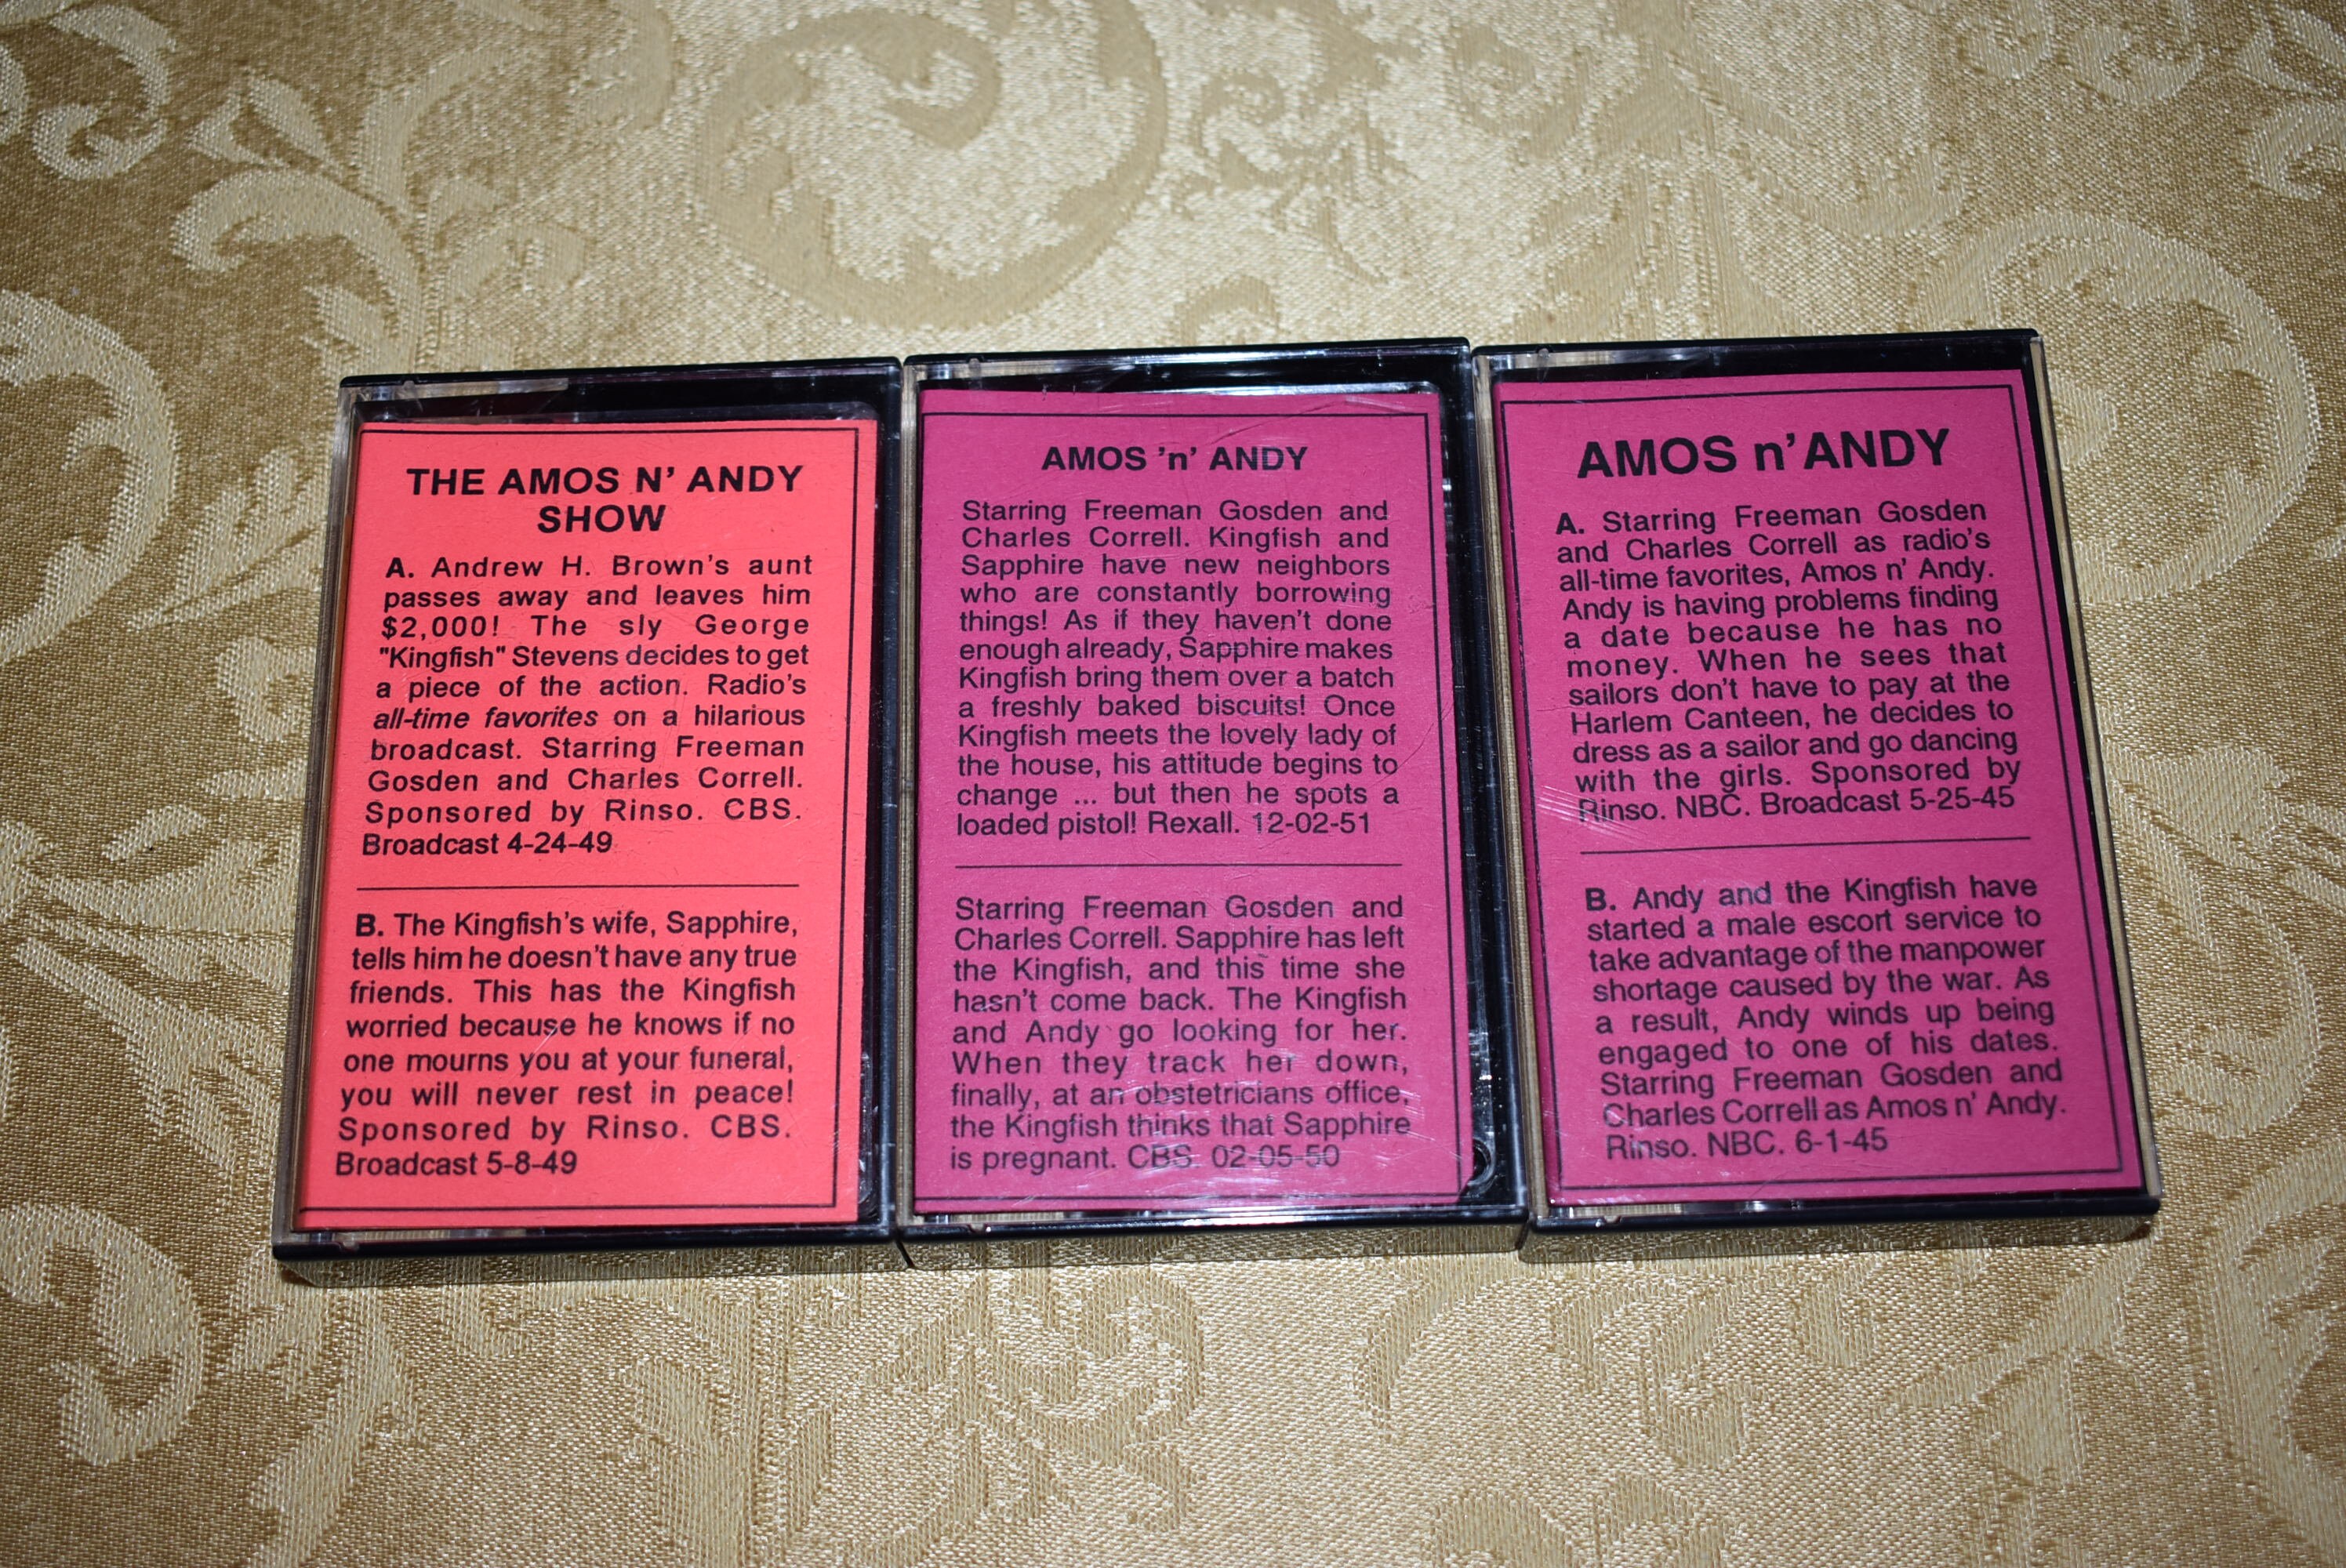 THE AMOS N' ANDY
SHOW
A. Andrew H. Brown's aunt
passes away and leaves him
$2,000! The sly George
"Kingfish" Stevens decides to get
a piece of the action. Radio's
all-time favorites on a hilarious
broadcast. Starring Freeman
Gosden and Charles Correll.
Sponsored by Rinso. CBS.
Broadcast 4-24-49
B. The Kingfish's wife, Sapphire,
tells him he doesn't have any true
friends. This has the Kingfish
worried because he knows if no
one mourns you at your funeral,
you will never rest in peace!
Sponsored by Rinso. CBS.
Broadcast 5-8-49
AMOS 'n' ANDY
Starring Freeman Gosden and
Charles Correll. Kingfish and
Sapphire have new neighbors
who are constantly borrowing
things! As if they haven't done
enough already, Sapphire makes
Kingfish bring them over a batch
a freshly baked biscuits! Once
Kingfish meets the lovely lady of
the house, his attitude begins to
change ... but then he spots a
loaded pistol! Rexall. 12-02-51
Starring Freeman Gosden and
Charles Correll. Sapphire has left
the Kingfish, and this time she
hasn't come back. The Kingfish
and Andy go looking for her.
When they track her down,
finally, at an obstetricians office,
the Kingfish thinks that Sapphire
is pregnant. CBS. 02-05-50
AMOS n' ANDY
A. Starring Freeman Gosden
and Charles Correll as radio's
all-time favorites, Amos n' Andy.
Andy is having problems finding
a date because he has no
money. When he sees that
sailors don't have to pay at the
Harlem Canteen, he decides to
dress as a sailor and go dancing
with the girls. Sponsored by
Rinso. NBC. Broadcast 5-25-45
B. Andy and the Kingfish have
started a male escort service to
take advantage of the manpower
shortage caused by the war. As
a result, Andy winds up being
engaged to one of his dates.
Starring Freeman Gosden and
Charles Correll as Amos n' Andy.
Rinso. NBC. 6-1-45